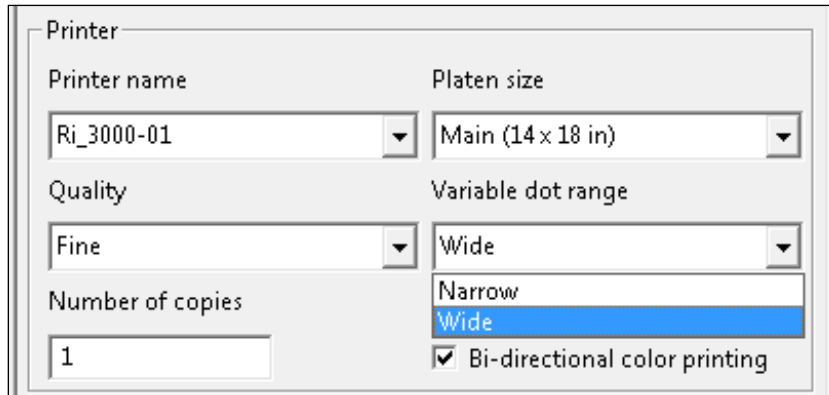 Printer
Printer name
Platen size
Ri_3000-01
Main (14 x 18 in)
Quality
Variable dot range
Fine
Wide
Number of copies
Narrow
Wide
1
Bi-directional color printing